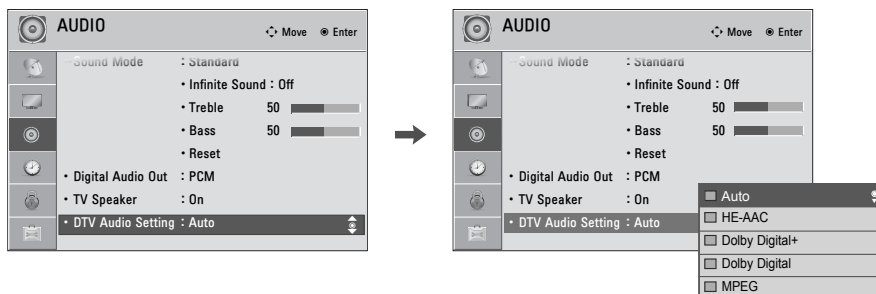 AUDIO
Move Enter
Sound Mode : Standard
• Infinite Sound : Off
• Treble 50
• Bass 50
• Reset
• Digital Audio Out : PCM
• TV Speaker : On
• DTV Audio Setting : Auto
AUDIO
Move Enter
Sound Mode : Standard
• Infinite Sound : Off
• Treble 50
• Bass 50
• Reset
• Digital Audio Out : PCM
• TV Speaker : On
• DTV Audio Setting : Auto
Auto
HE-AAC
Dolby Digital+
Dolby Digital
MPEG